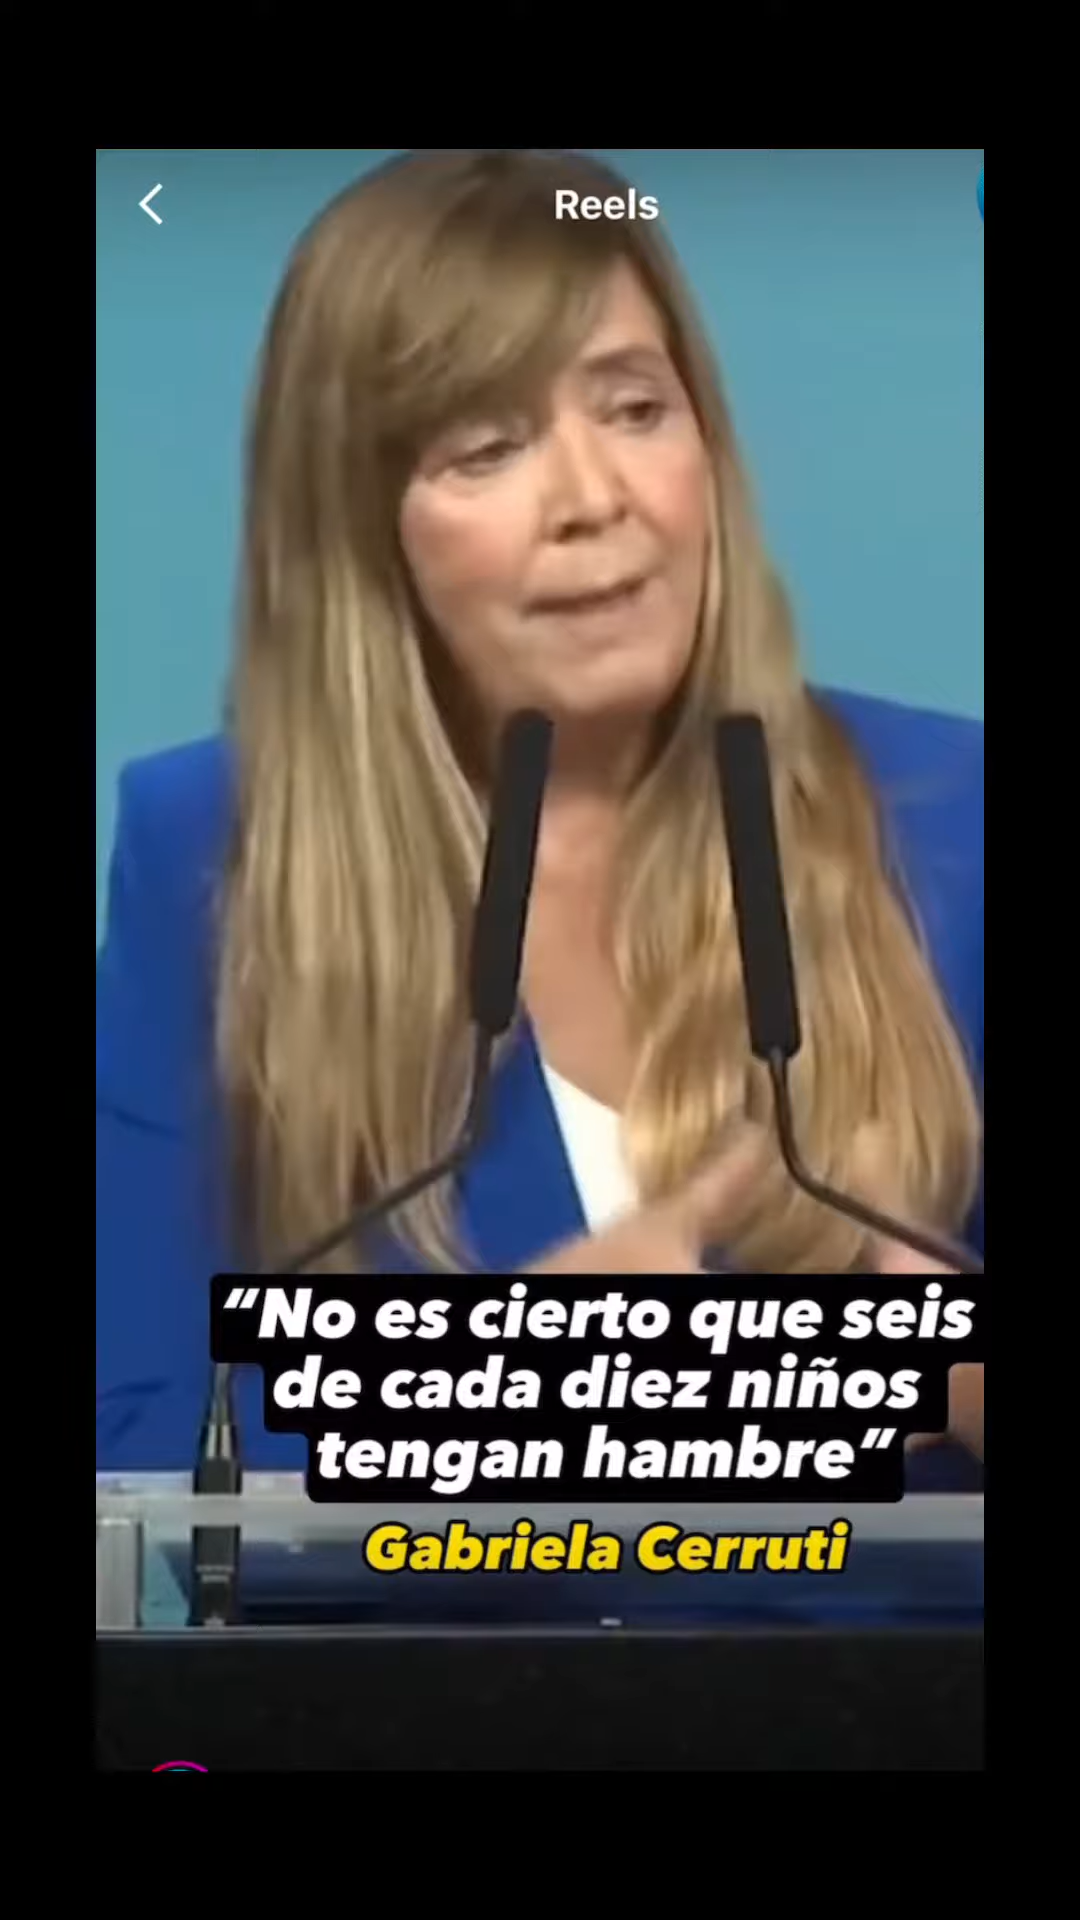 Reels
“No es cierto que seis
de cada diez niños
tengan hambre”
Gabriela Cerruti